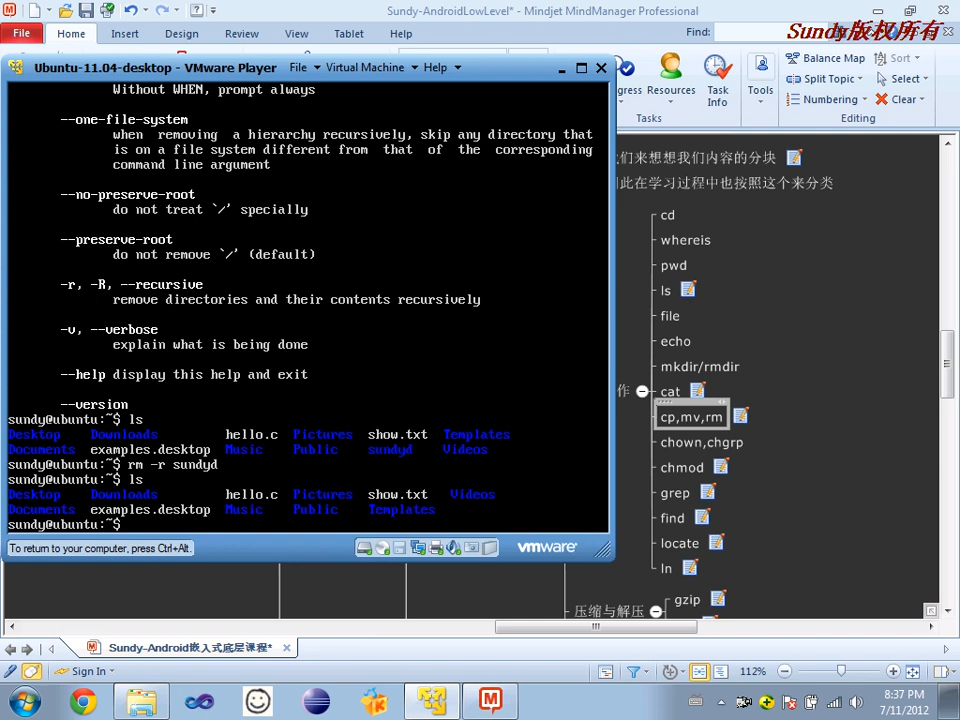 Sundy-AndroidLowLevel* - Mindjet MindManager Professional
File Home Insert Design Review View Tablet Help Find:
Sundy版权所有
Balance Map Sort
Split Topic Select
Numbering Clear
Resources Task Info Tools
Tasks Editing
Ubuntu-11.04-desktop - VMware Player File Virtual Machine Help
Without WHEN, prompt always
--one-file-system
when removing a hierarchy recursively, skip any directory that
is on a file system different from that of the corresponding
command line argument
--no-preserve-root
do not treat `/' specially
--preserve-root
do not remove `/' (default)
-r, -R, --recursive
remove directories and their contents recursively
-v, --verbose
explain what is being done
--help display this help and exit
--version
sundy@ubuntu:~$ ls
Desktop Downloads hello.c Pictures show.txt Templates
Documents examples.desktop Music Public sundyd Videos
sundy@ubuntu:~$ rm -r sundyd
sundy@ubuntu:~$ ls
Desktop Downloads hello.c Pictures show.txt Videos
Documents examples.desktop Music Public Templates
sundy@ubuntu:~$
To return to your computer, press Ctrl+Alt.
vmware
们来想想我们内容的分块
此在学习过程中也按照这个来分类
cd
whereis
pwd
ls
file
echo
mkdir/rmdir
作
cat
cp,mv,rm
chown,chgrp
chmod
grep
find
locate
ln
压缩与解压
gzip
Sundy-Android嵌入式底层课程*
Sign In
112%
8:37 PM
7/11/2012